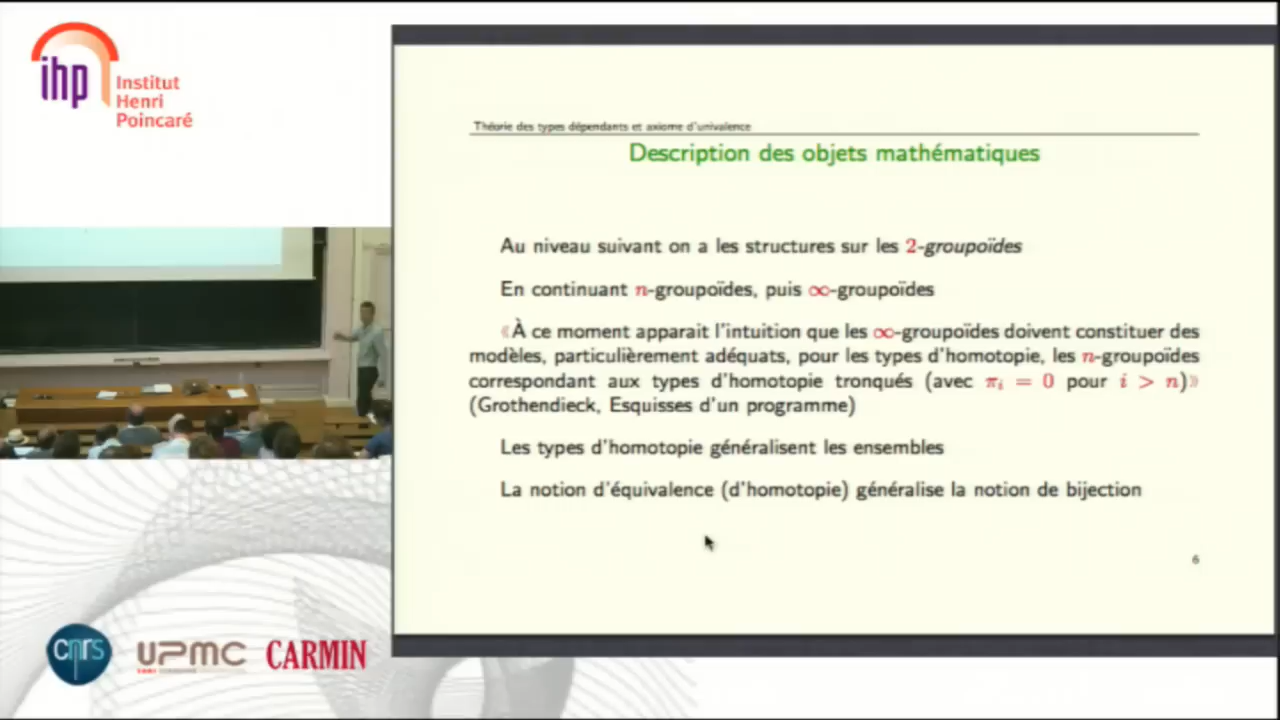 ihp
Institut
Henri
Poincaré
Théorie des types dépendants et axiome d'univalence
Description des objets mathématiques
Au niveau suivant on a les structures sur les 2-groupoïdes
En continuant n-groupoïdes, puis ∞-groupoïdes
《À ce moment apparait l'intuition que les ∞-groupoïdes doivent constituer des
modèles, particulièrement adéquats, pour les types d'homotopie, les n-groupoïdes
correspondant aux types d'homotopie tronqués (avec πᵢ = 0 pour i > n)》
(Grothendieck, Esquisses d'un programme)
Les types d'homotopie généralisent les ensembles
La notion d'équivalence (d'homotopie) généralise la notion de bijection
6
cnrs
UPMC
CARMIN